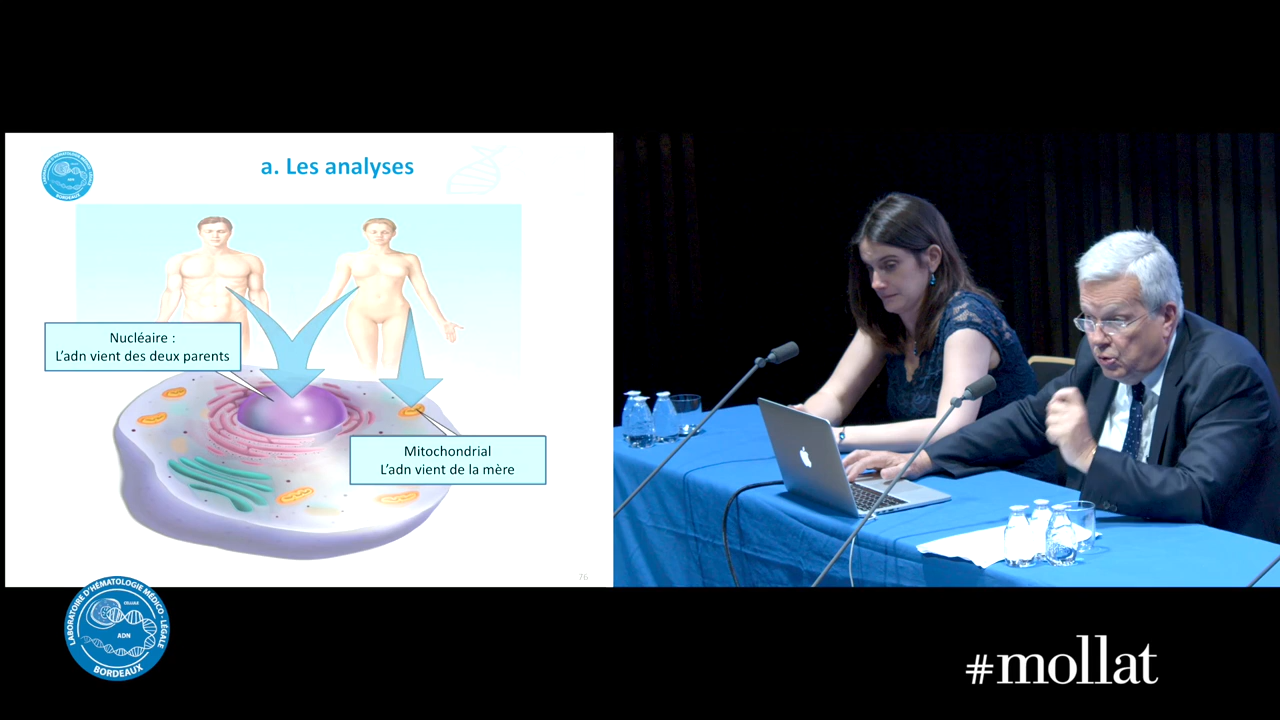 a. Les analyses
Nucléaire :
L'adn vient des deux parents
Mitochondrial
L'adn vient de la mère
76
LABORATOIRE D'HÉMATOLOGIE MÉDICO-LÉGALE
ADN
BORDEAUX
#mollat